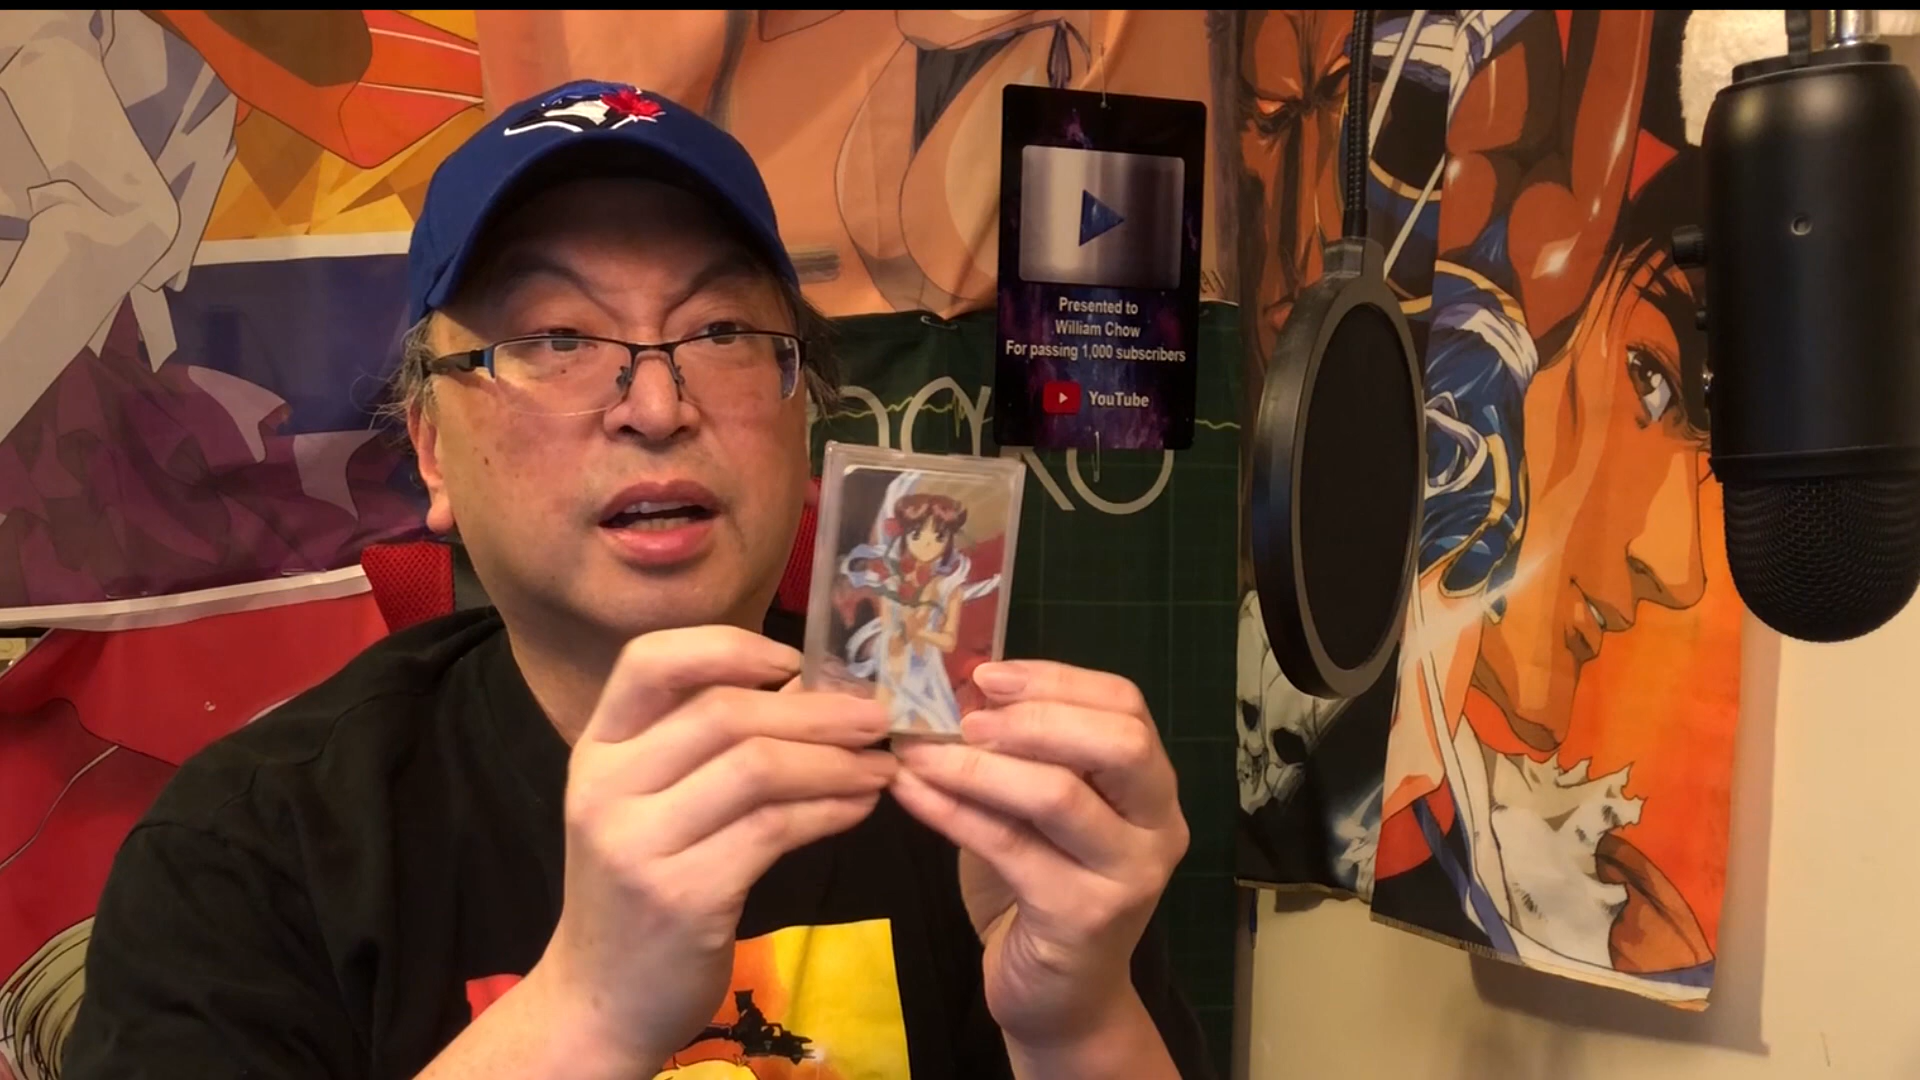 Presented to
William Chow
For passing 1,000 subscribers
YouTube